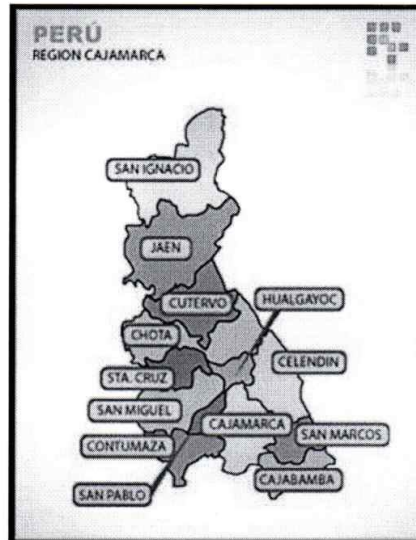 PERÚ
REGION CAJAMARCA
SAN IGNACIO
JAEN
CUTERVO
HUALGAYOC
CHOTA
CELENDIN
STA. CRUZ
SAN MIGUEL
CAJAMARCA
SAN MARCOS
CONTUMAZA
CAJABAMBA
SAN PABLO